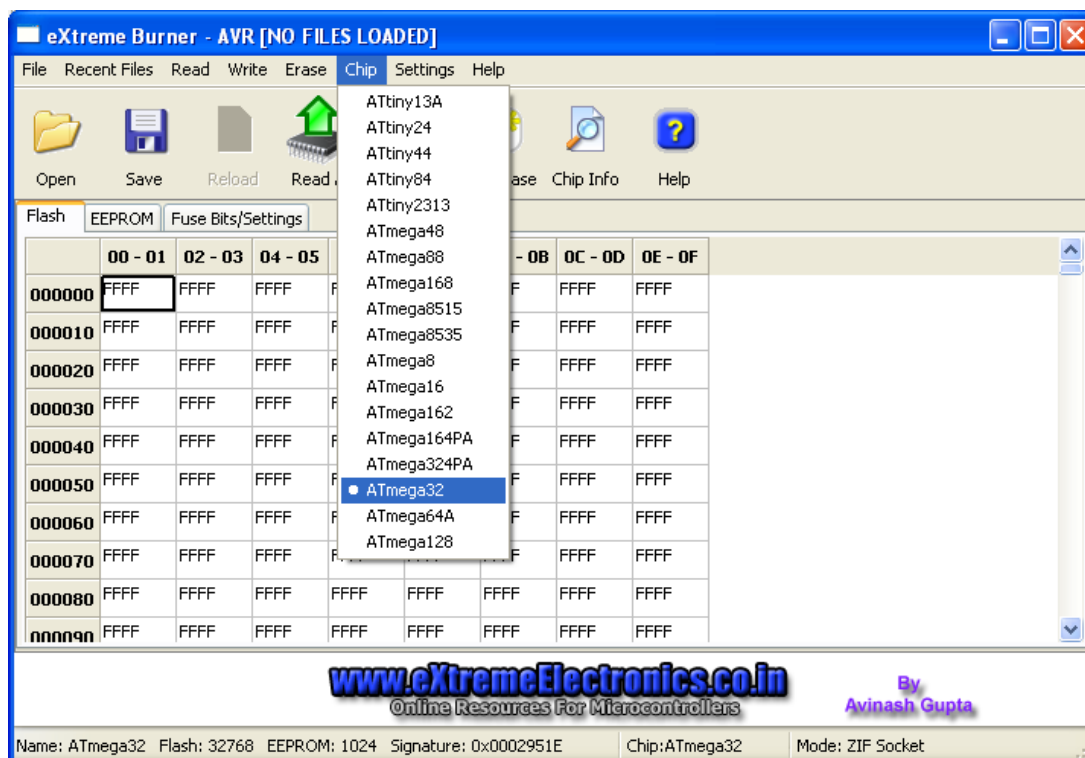 eXtreme Burner - AVR [NO FILES LOADED]
File Recent Files Read Write Erase Chip Settings Help
Open Save Reload Read ase Chip Info Help
ATtiny13A
ATtiny24
ATtiny44
ATtiny84
ATtiny2313
ATmega48
ATmega88
ATmega168
ATmega8515
ATmega8535
ATmega8
ATmega16
ATmega162
ATmega164PA
ATmega324PA
ATmega32
ATmega64A
ATmega128
Flash EEPROM Fuse Bits/Settings
00 - 01 02 - 03 04 - 05 - 0B 0C - 0D 0E - 0F
000000 FFFF FFFF FFFF F F FFFF FFFF
000010 FFFF FFFF FFFF F F FFFF FFFF
000020 FFFF FFFF FFFF F F FFFF FFFF
000030 FFFF FFFF FFFF F F FFFF FFFF
000040 FFFF FFFF FFFF F F FFFF FFFF
000050 FFFF FFFF FFFF F F FFFF FFFF
000060 FFFF FFFF FFFF F F FFFF FFFF
000070 FFFF FFFF FFFF FFFF FFFF
000080 FFFF FFFF FFFF FFFF FFFF FFFF FFFF FFFF
000090 FFFF FFFF FFFF FFFF FFFF FFFF FFFF FFFF
www.eXtremeElectronics.co.in
Online Resources For Microcontrollers
By
Avinash Gupta
Name: ATmega32 Flash: 32768 EEPROM: 1024 Signature: 0x0002951E Chip:ATmega32 Mode: ZIF Socket